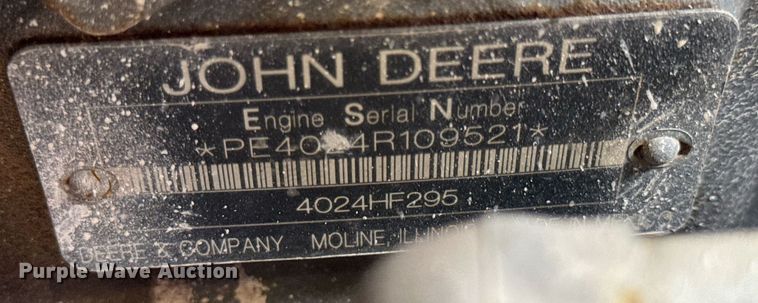 JOHN DEERE
Engine Serial Number
*PE4024R109521*
4024HF295
DEERE & COMPANY MOLINE,
Purple Wave Auction